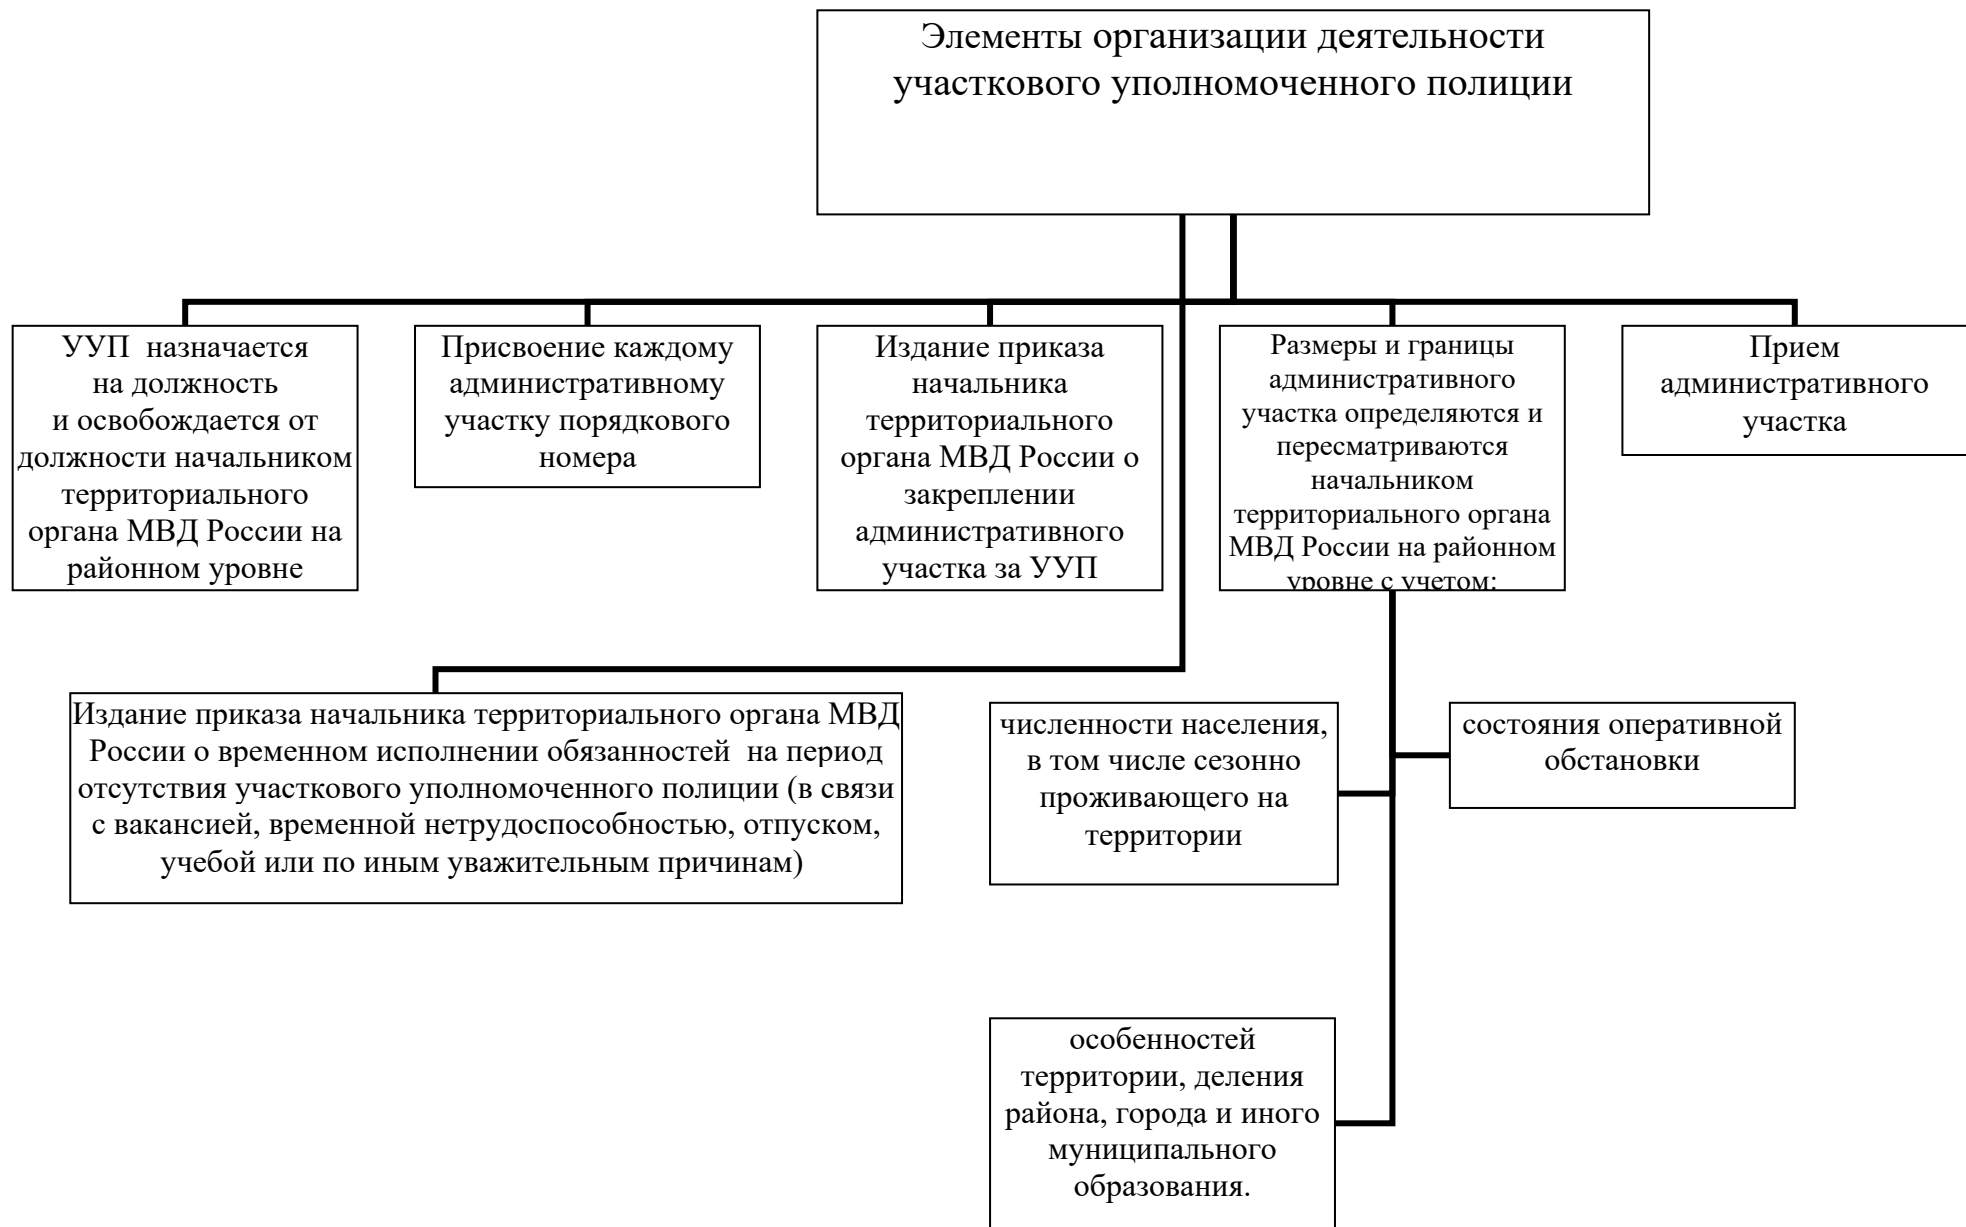 Элементы организации деятельности
участкового уполномоченного полиции
УУП назначается
на должность
и освобождается от
должности начальником
территориального
органа МВД России на
районном уровне
Присвоение каждому
административному
участку порядкового
номера
Издание приказа
начальника
территориального
органа МВД России о
закреплении
административного
участка за УУП
Размеры и границы
административного
участка определяются и
пересматриваются
начальником
территориального органа
МВД России на районном
уровне с учетом:
Прием
административного
участка
Издание приказа начальника территориального органа МВД
России о временном исполнении обязанностей на период
отсутствия участкового уполномоченного полиции (в связи
с вакансией, временной нетрудоспособностью, отпуском,
учебой или по иным уважительным причинам)
численности населения,
в том числе сезонно
проживающего на
территории
состояния оперативной
обстановки
особенностей
территории, деления
района, города и иного
муниципального
образования.